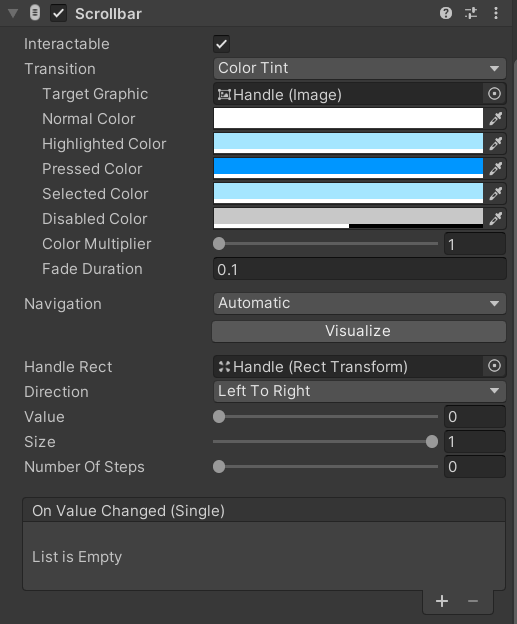 Scrollbar
Interactable
Transition Color Tint
Target Graphic Handle (Image)
Normal Color
Highlighted Color
Pressed Color
Selected Color
Disabled Color
Color Multiplier 1
Fade Duration 0.1
Navigation Automatic
Visualize
Handle Rect Handle (Rect Transform)
Direction Left To Right
Value 0
Size 1
Number Of Steps 0
On Value Changed (Single)
List is Empty